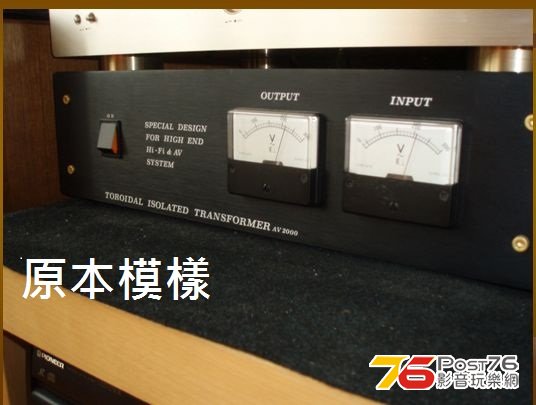 OUTPUT
INPUT
ON
SPECIAL DESIGN
FOR HIGH END
Hi-Fi & AV
SYSTEM
V
V
TOROIDAL ISOLATED TRANSFORMER AV 2000
原本模樣
PIONEER
76 POST76
影音玩樂網